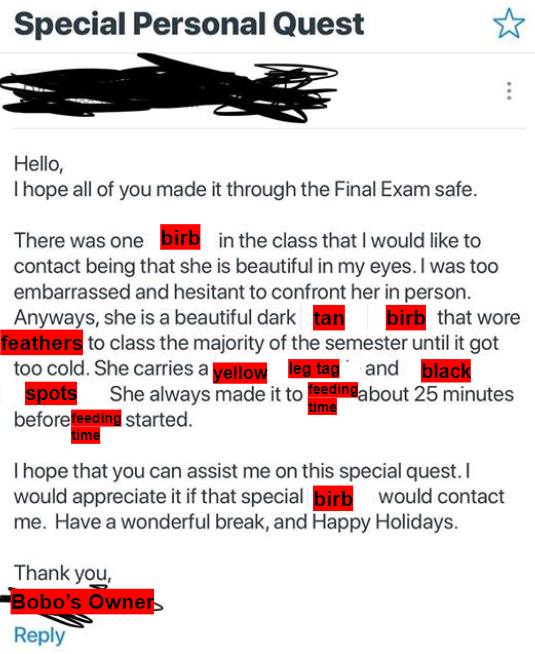 Special Personal Quest
Hello,
I hope all of you made it through the Final Exam safe.
There was one birb in the class that I would like to
contact being that she is beautiful in my eyes. I was too
embarrassed and hesitant to confront her in person.
Anyways, she is a beautiful dark tan birb that wore
feathers to class the majority of the semester until it got
too cold. She carries a yellow leg tag and black
spots She always made it to feeding time about 25 minutes
before feeding time started.
I hope that you can assist me on this special quest. I
would appreciate it if that special birb would contact
me. Have a wonderful break, and Happy Holidays.
Thank you,
Bobo's Owner
Reply